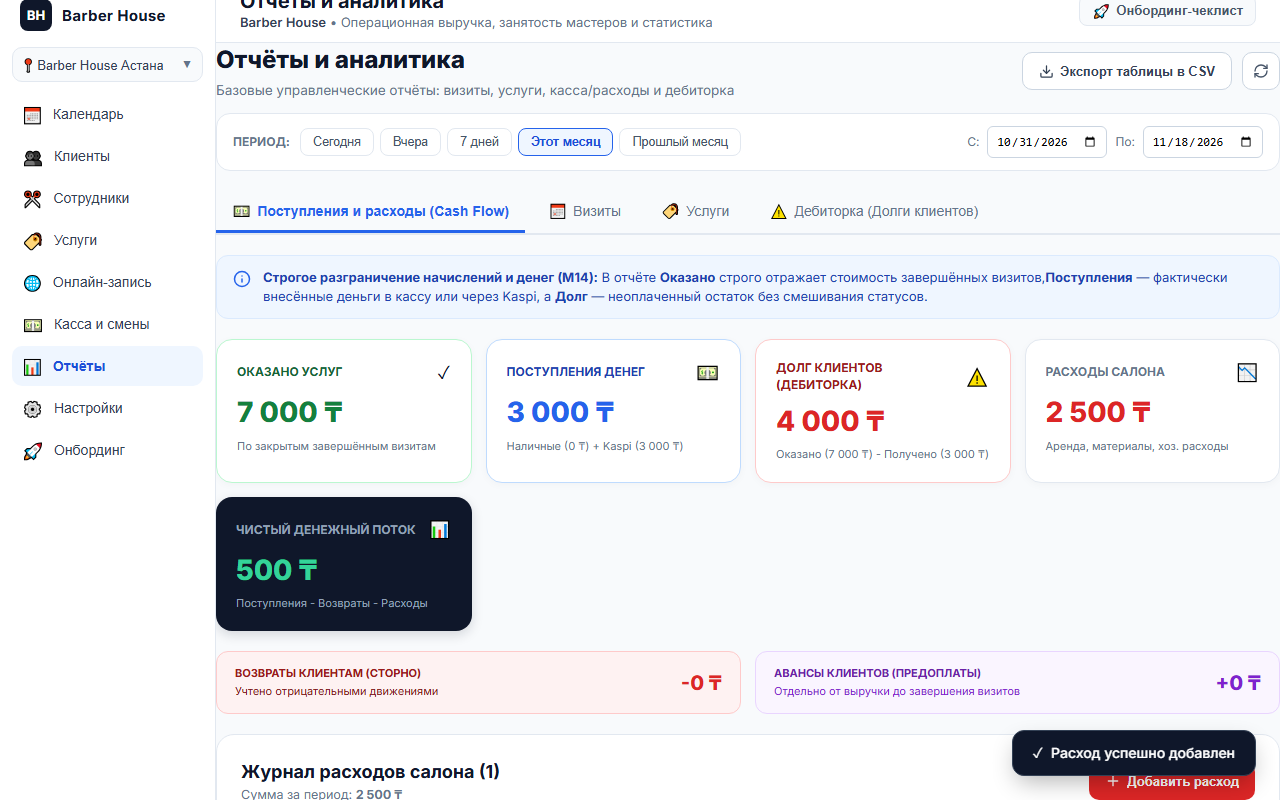 BH Barber House
Barber House Астана ▼
Календарь
Клиенты
Сотрудники
Услуги
Онлайн-запись
Касса и смены
Отчёты
Настройки
Онбординг
Отчёты и аналитика
Barber House • Операционная выручка, занятость мастеров и статистика
Онбординг-чеклист
Отчёты и аналитика
Базовые управленческие отчёты: визиты, услуги, касса/расходы и дебиторка
Экспорт таблицы в CSV
ПЕРИОД: Сегодня Вчера 7 дней Этот месяц Прошлый месяц С: 10/31/2026 По: 11/18/2026
Поступления и расходы (Cash Flow) Визиты Услуги Дебиторка (Долги клиентов)
Строгое разграничение начислений и денег (M14): В отчёте Оказано строго отражает стоимость завершённых визитов,Поступления — фактически
внесённые деньги в кассу или через Kaspi, а Долг — неоплаченный остаток без смешивания статусов.
ОКАЗАНО УСЛУГ ✓
7 000 ₸
По закрытым завершённым визитам
ПОСТУПЛЕНИЯ ДЕНЕГ
3 000 ₸
Наличные (0 ₸) + Kaspi (3 000 ₸)
ДОЛГ КЛИЕНТОВ
(ДЕБИТОРКА)
4 000 ₸
Оказано (7 000 ₸) - Получено (3 000 ₸)
РАСХОДЫ САЛОНА
2 500 ₸
Аренда, материалы, хоз. расходы
ЧИСТЫЙ ДЕНЕЖНЫЙ ПОТОК
500 ₸
Поступления - Возвраты - Расходы
ВОЗВРАТЫ КЛИЕНТАМ (СТОРНО)
Учтено отрицательными движениями
-0 ₸
АВАНСЫ КЛИЕНТОВ (ПРЕДОПЛАТЫ)
Отдельно от выручки до завершения визитов
+0 ₸
Журнал расходов салона (1)
Сумма за период: 2 500 ₸
✓ Расход успешно добавлен
+ Добавить расход